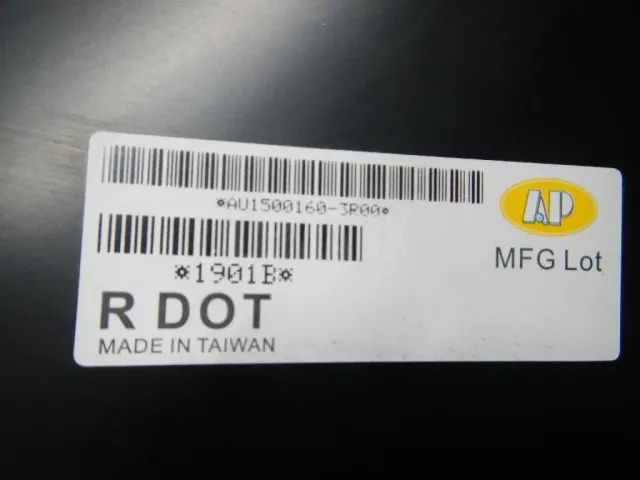 *AU1500160-3R00*
AP
*1901B*
MFG Lot
R DOT
MADE IN TAIWAN